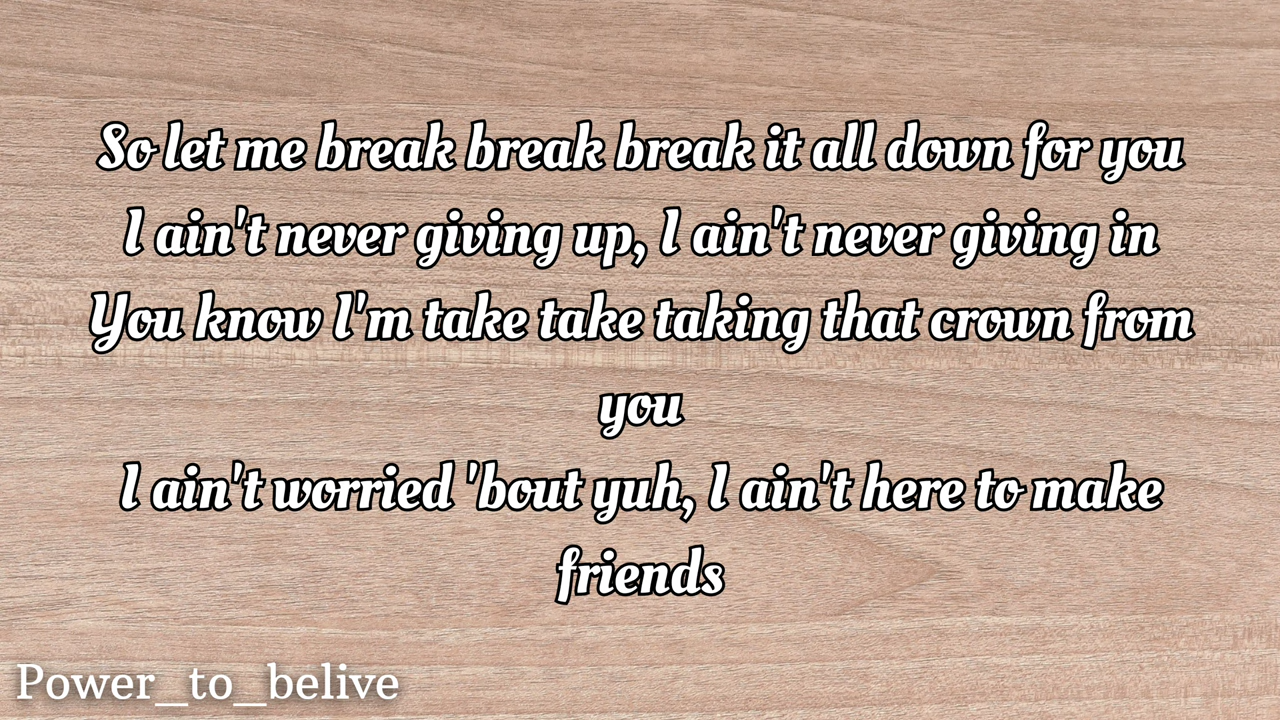 So let me break break break it all down for you
I ain't never giving up, I ain't never giving in
You know I'm take take taking that crown from
you
I ain't worried 'bout yuh, I ain't here to make
friends
Power_to_belive